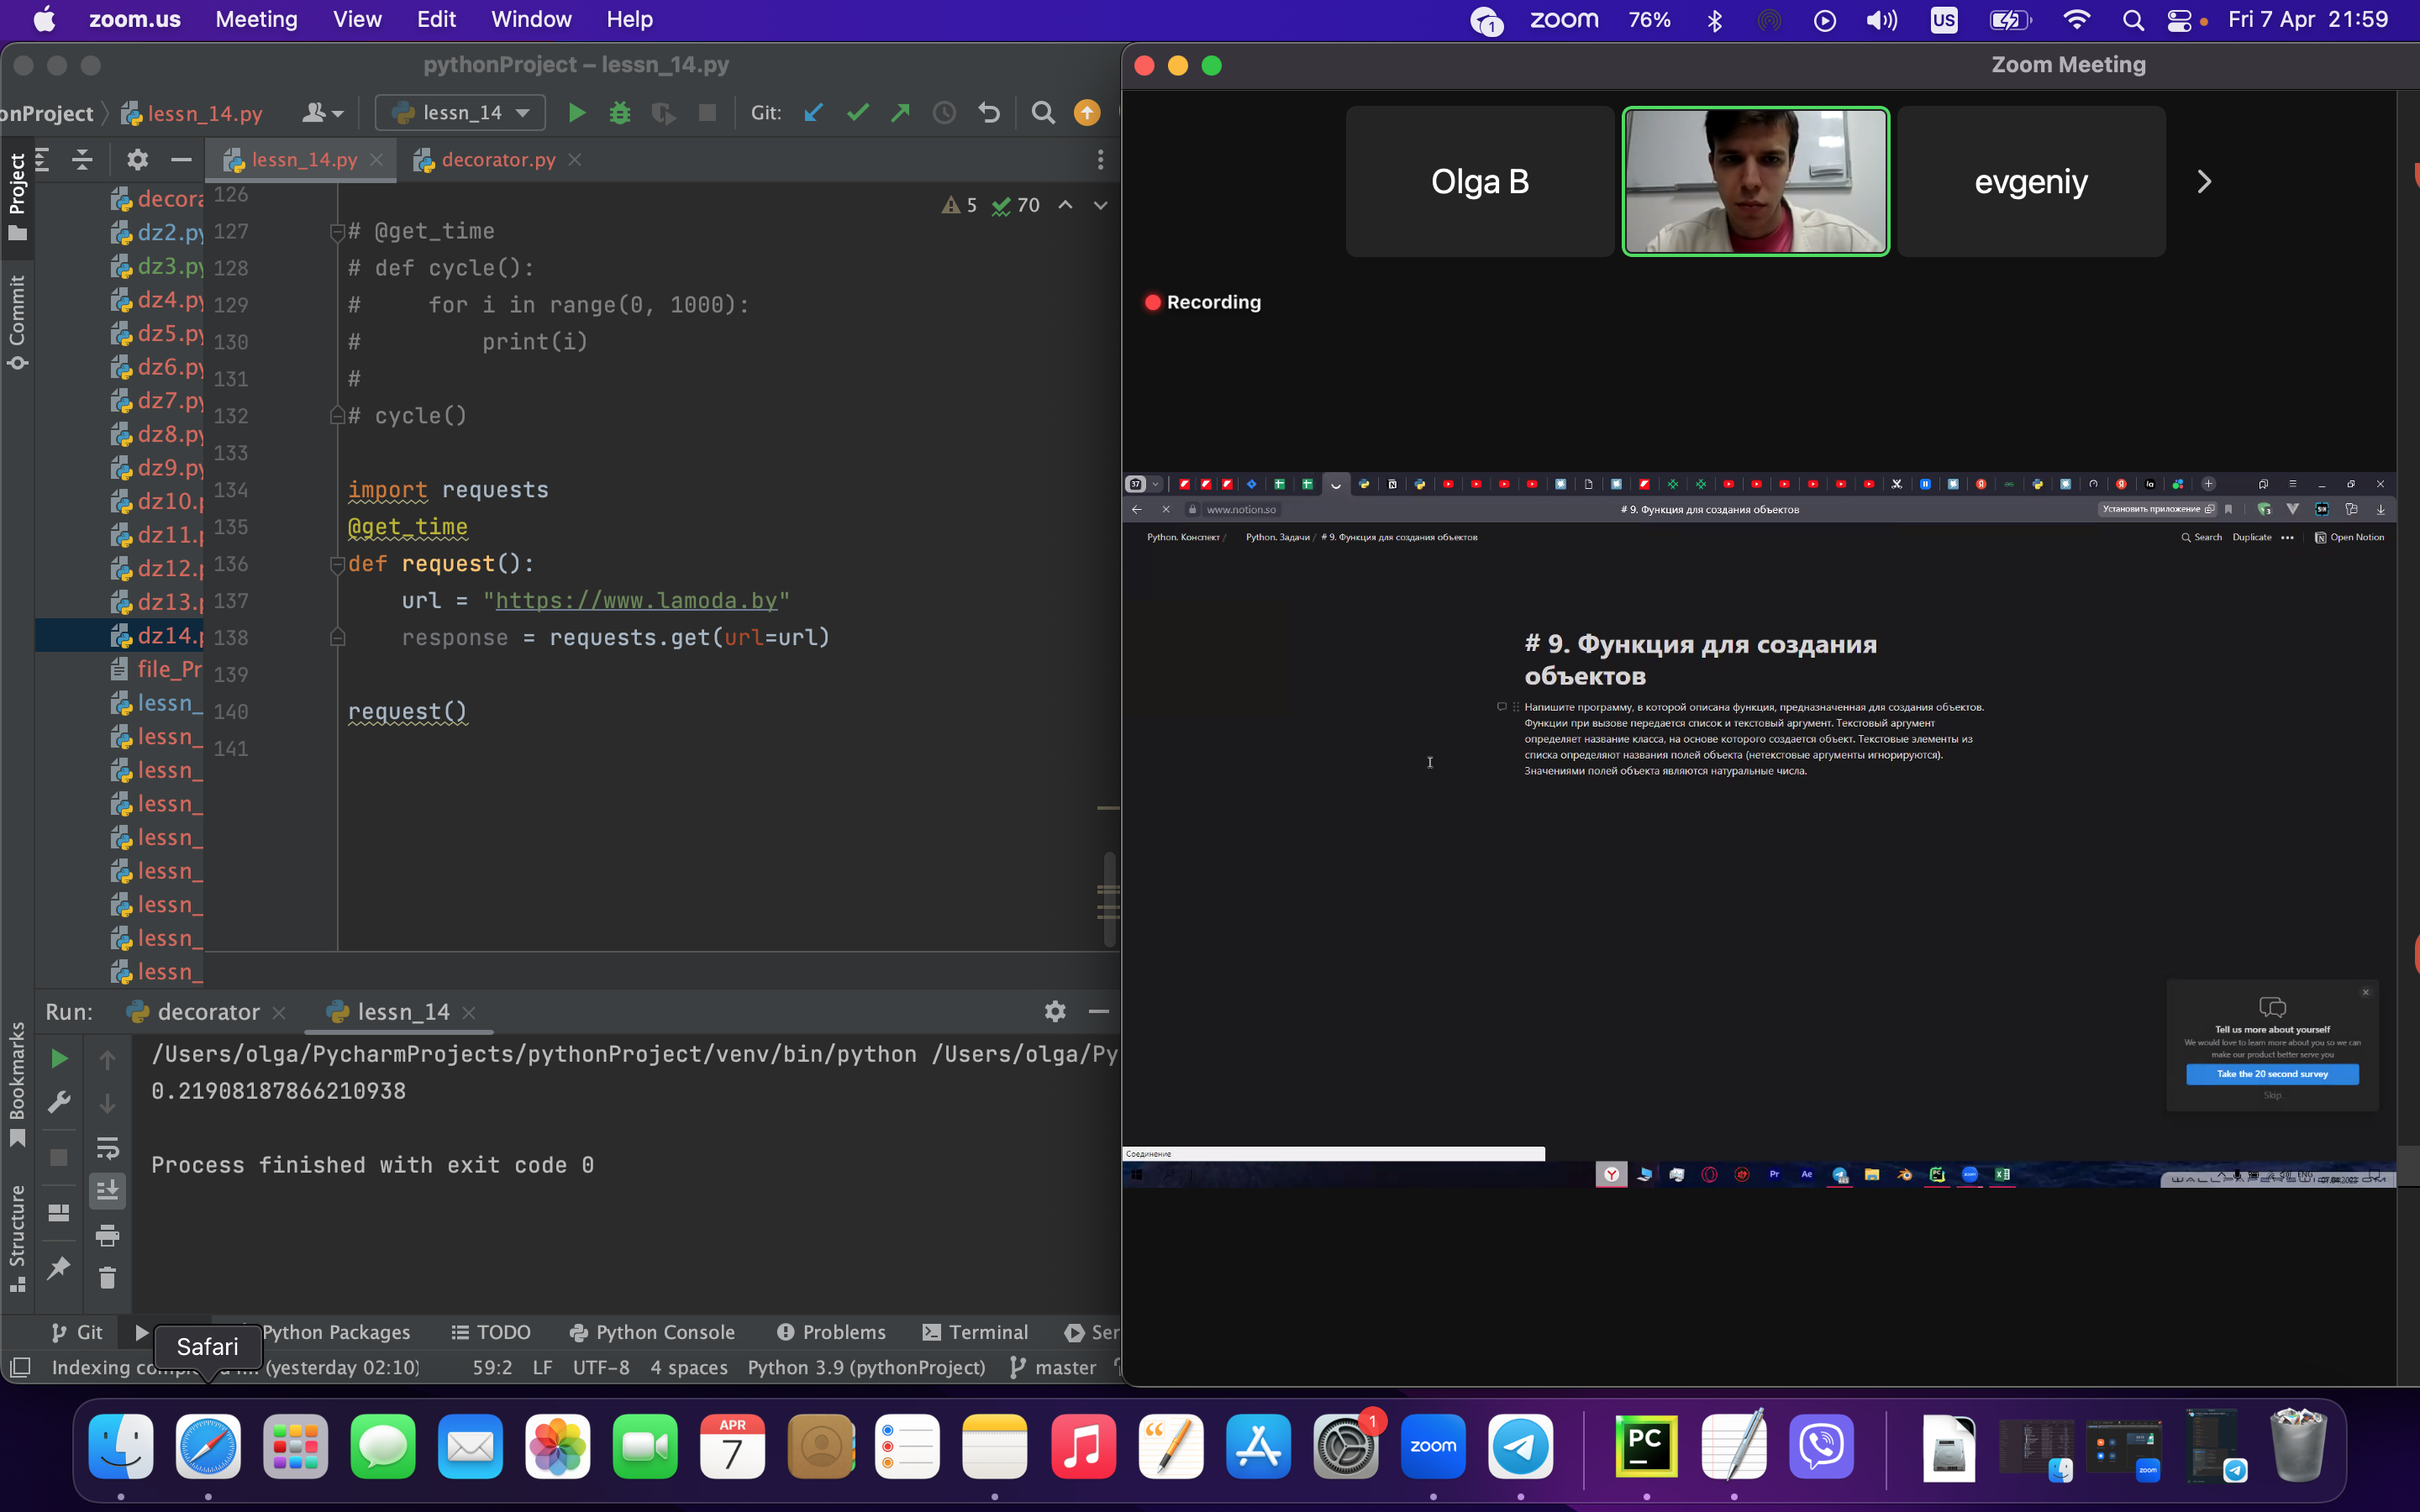 zoom.us Meeting View Edit Window Help
1 zoom 76% US Fri 7 Apr 21:59
pythonProject – lessn_14.py
onProject lessn_14.py lessn_14 Git:
lessn_14.py decorator.py
Project
Commit
Bookmarks
Structure
decora
dz2.py
dz3.py
dz4.py
dz5.py
dz6.py
dz7.py
dz8.py
dz9.py
dz10.
dz11.
dz12.
dz13.
dz14.
file_Pr
lessn_
lessn_
lessn_
lessn_
lessn_
lessn_
lessn_
lessn_
lessn_
5 70
126
127 # @get_time
128 # def cycle():
129 #     for i in range(0, 1000):
130 #         print(i)
131 #
132 # cycle()
133
134 import requests
135 @get_time
136 def request():
137     url = "https://www.lamoda.by"
138     response = requests.get(url=url)
139
140 request()
141
Run: decorator lessn_14
/Users/olga/PycharmProjects/pythonProject/venv/bin/python /Users/olga/Py
0.21908187866210938
Process finished with exit code 0
Git Python Packages TODO Python Console Problems Terminal Ser
Safari
Indexing (yesterday 02:10) 59:2 LF UTF-8 4 spaces Python 3.9 (pythonProject) master
Zoom Meeting
Olga B
evgeniy
Recording
37
www.notion.so # 9. Функция для создания объектов Установить приложение
Python. Конспект / Python. Задачи / # 9. Функция для создания объектов Search Duplicate ••• Open Notion
# 9. Функция для создания
объектов
Напишите программу, в которой описана функция, предназначенная для создания объектов.
Функции при вызове передается список и текстовый аргумент. Текстовый аргумент
определяет название класса, на основе которого создается объект. Текстовые элементы из
списка определяют названия полей объекта (нетекстовые аргументы игнорируются).
Значениями полей объекта являются натуральные числа.
Tell us more about yourself
We would love to learn more about you so we can
make our product better serve you
Take the 20 second survey
Skip
Соединение
Pr Ae ENG
07.04.2023
APR
7
1
zoom
PC
zoom